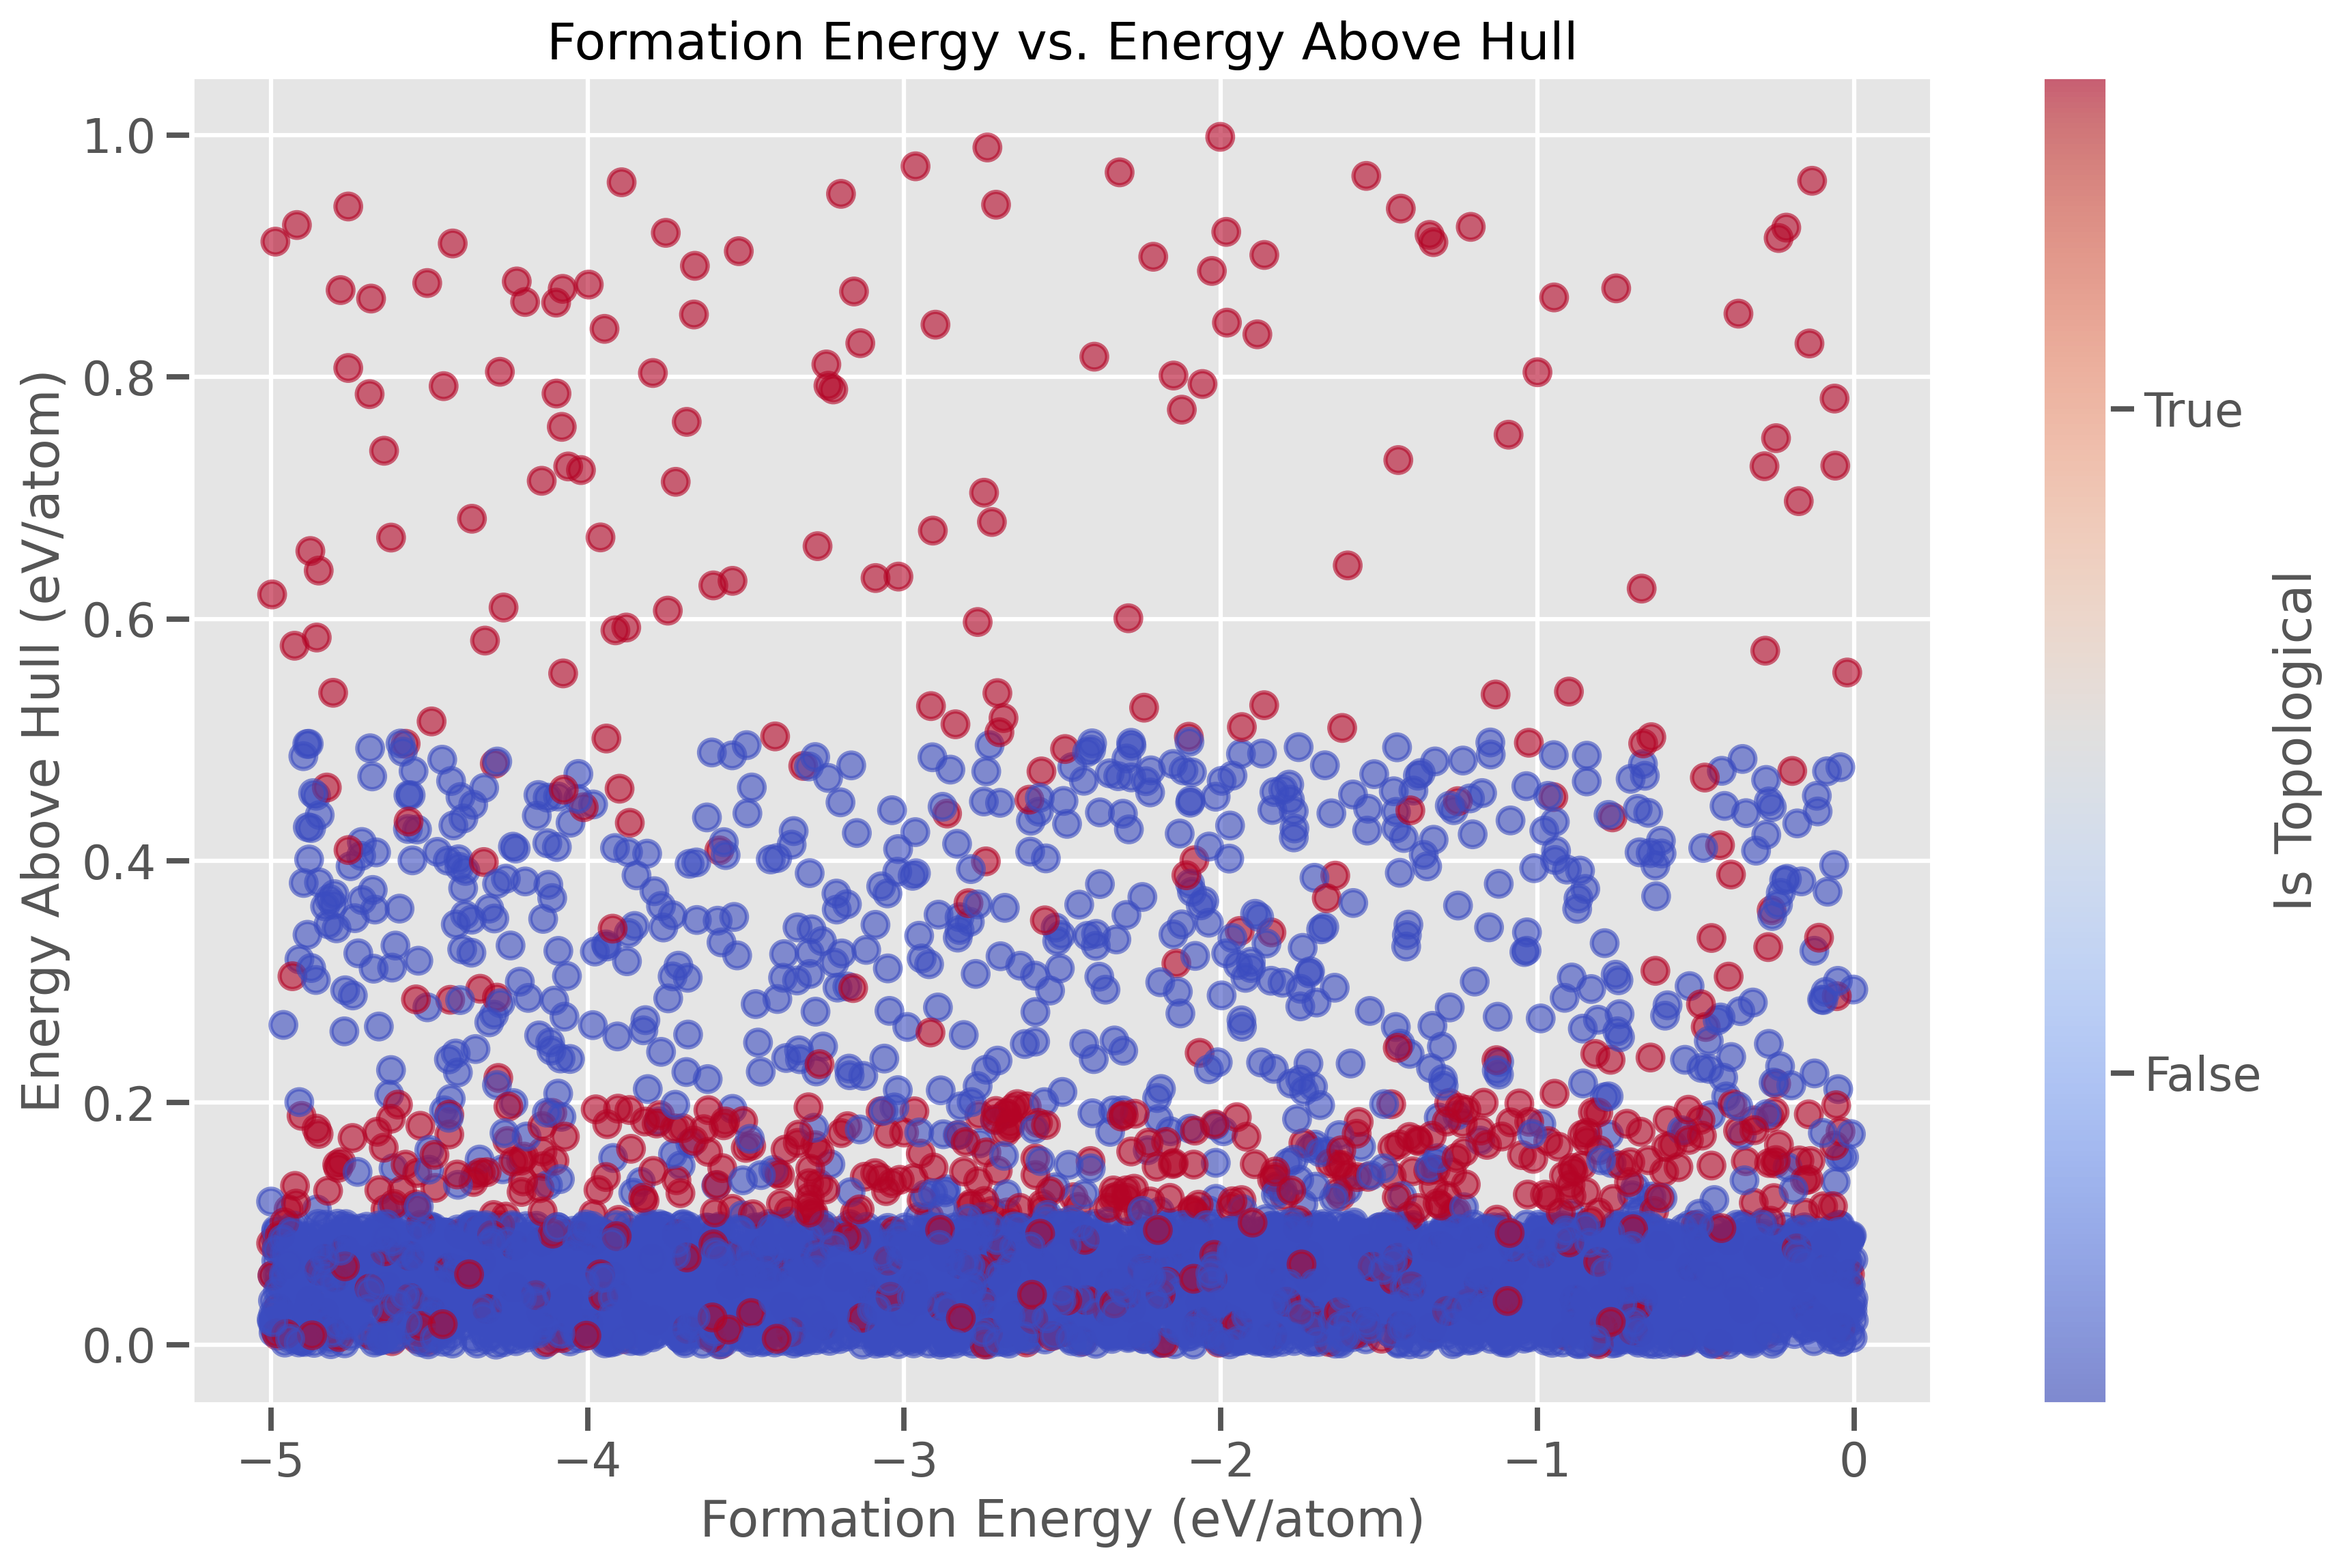 Formation Energy vs. Energy Above Hull
Energy Above Hull (eV/atom)
1.0
0.8
0.6
0.4
0.2
0.0
−5
−4
−3
−2
−1
0
Formation Energy (eV/atom)
True
False
Is Topological